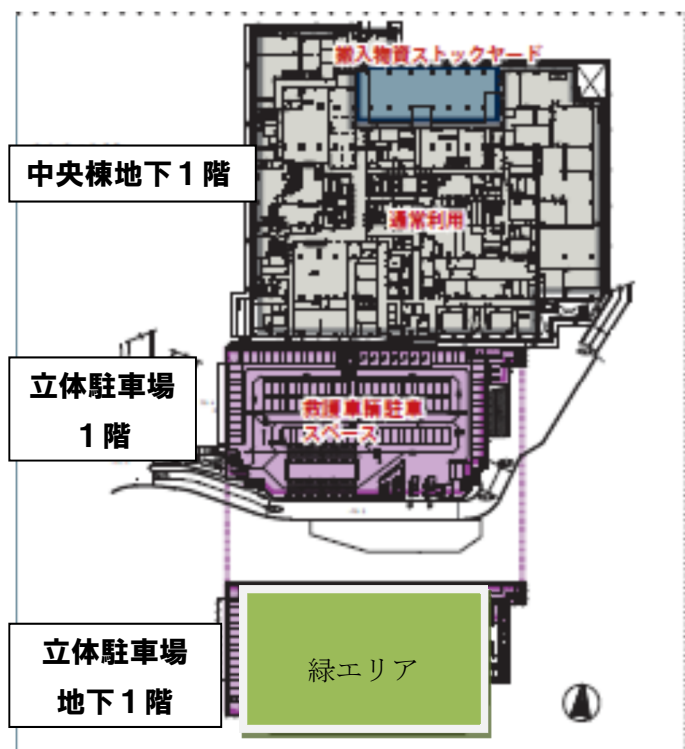 搬入物資ストックヤード
中央棟地下１階
通常利用
立体駐車場
１階
救護車輛駐車
スペース
立体駐車場
地下１階
緑エリア